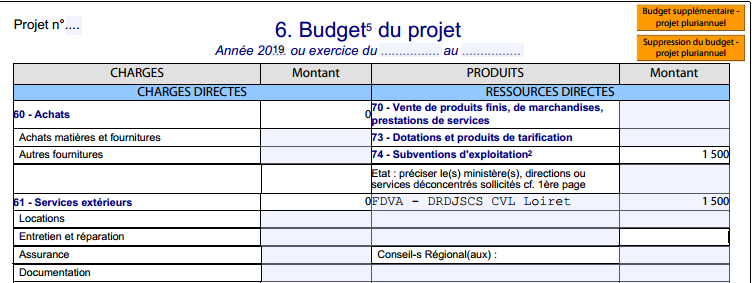 Projet n°....
6. Budget⁵ du projet
Budget supplémentaire -
projet pluriannuel
Année 2019 ou exercice du ............... au ...............
Suppression du budget -
projet pluriannuel
CHARGES Montant PRODUITS Montant
CHARGES DIRECTES RESSOURCES DIRECTES
60 - Achats 0 70 - Vente de produits finis, de marchandises,
prestations de services
Achats matières et fournitures 73 - Dotations et produits de tarification
Autres fournitures 74 - Subventions d'exploitation² 1 500
Etat : préciser le(s) ministère(s), directions ou
services déconcentrés sollicités cf. 1ère page
61 - Services extérieurs 0 FDVA - DRDJSCS CVL Loiret 1 500
Locations
Entretien et réparation
Assurance Conseil-s Régional(aux) :
Documentation